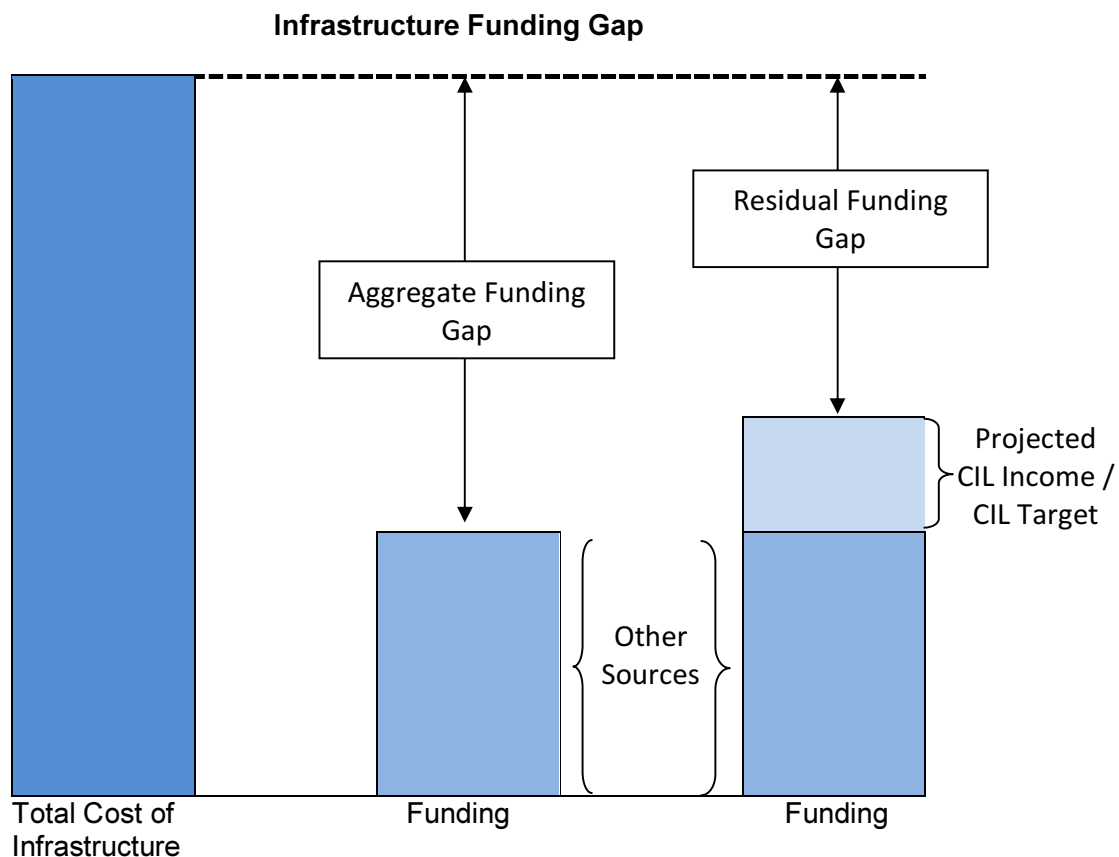 Infrastructure Funding Gap
Residual Funding
Gap
Aggregate Funding
Gap
Projected
CIL Income /
CIL Target
Other
Sources
Total Cost of
Infrastructure
Funding
Funding